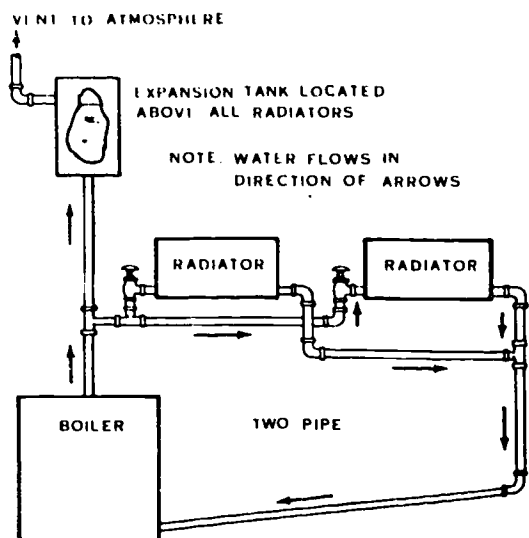 VENT TO ATMOSPHERE
EXPANSION TANK LOCATED
ABOVE ALL RADIATORS
NOTE. WATER FLOWS IN
DIRECTION OF ARROWS
RADIATOR
RADIATOR
BOILER
TWO PIPE